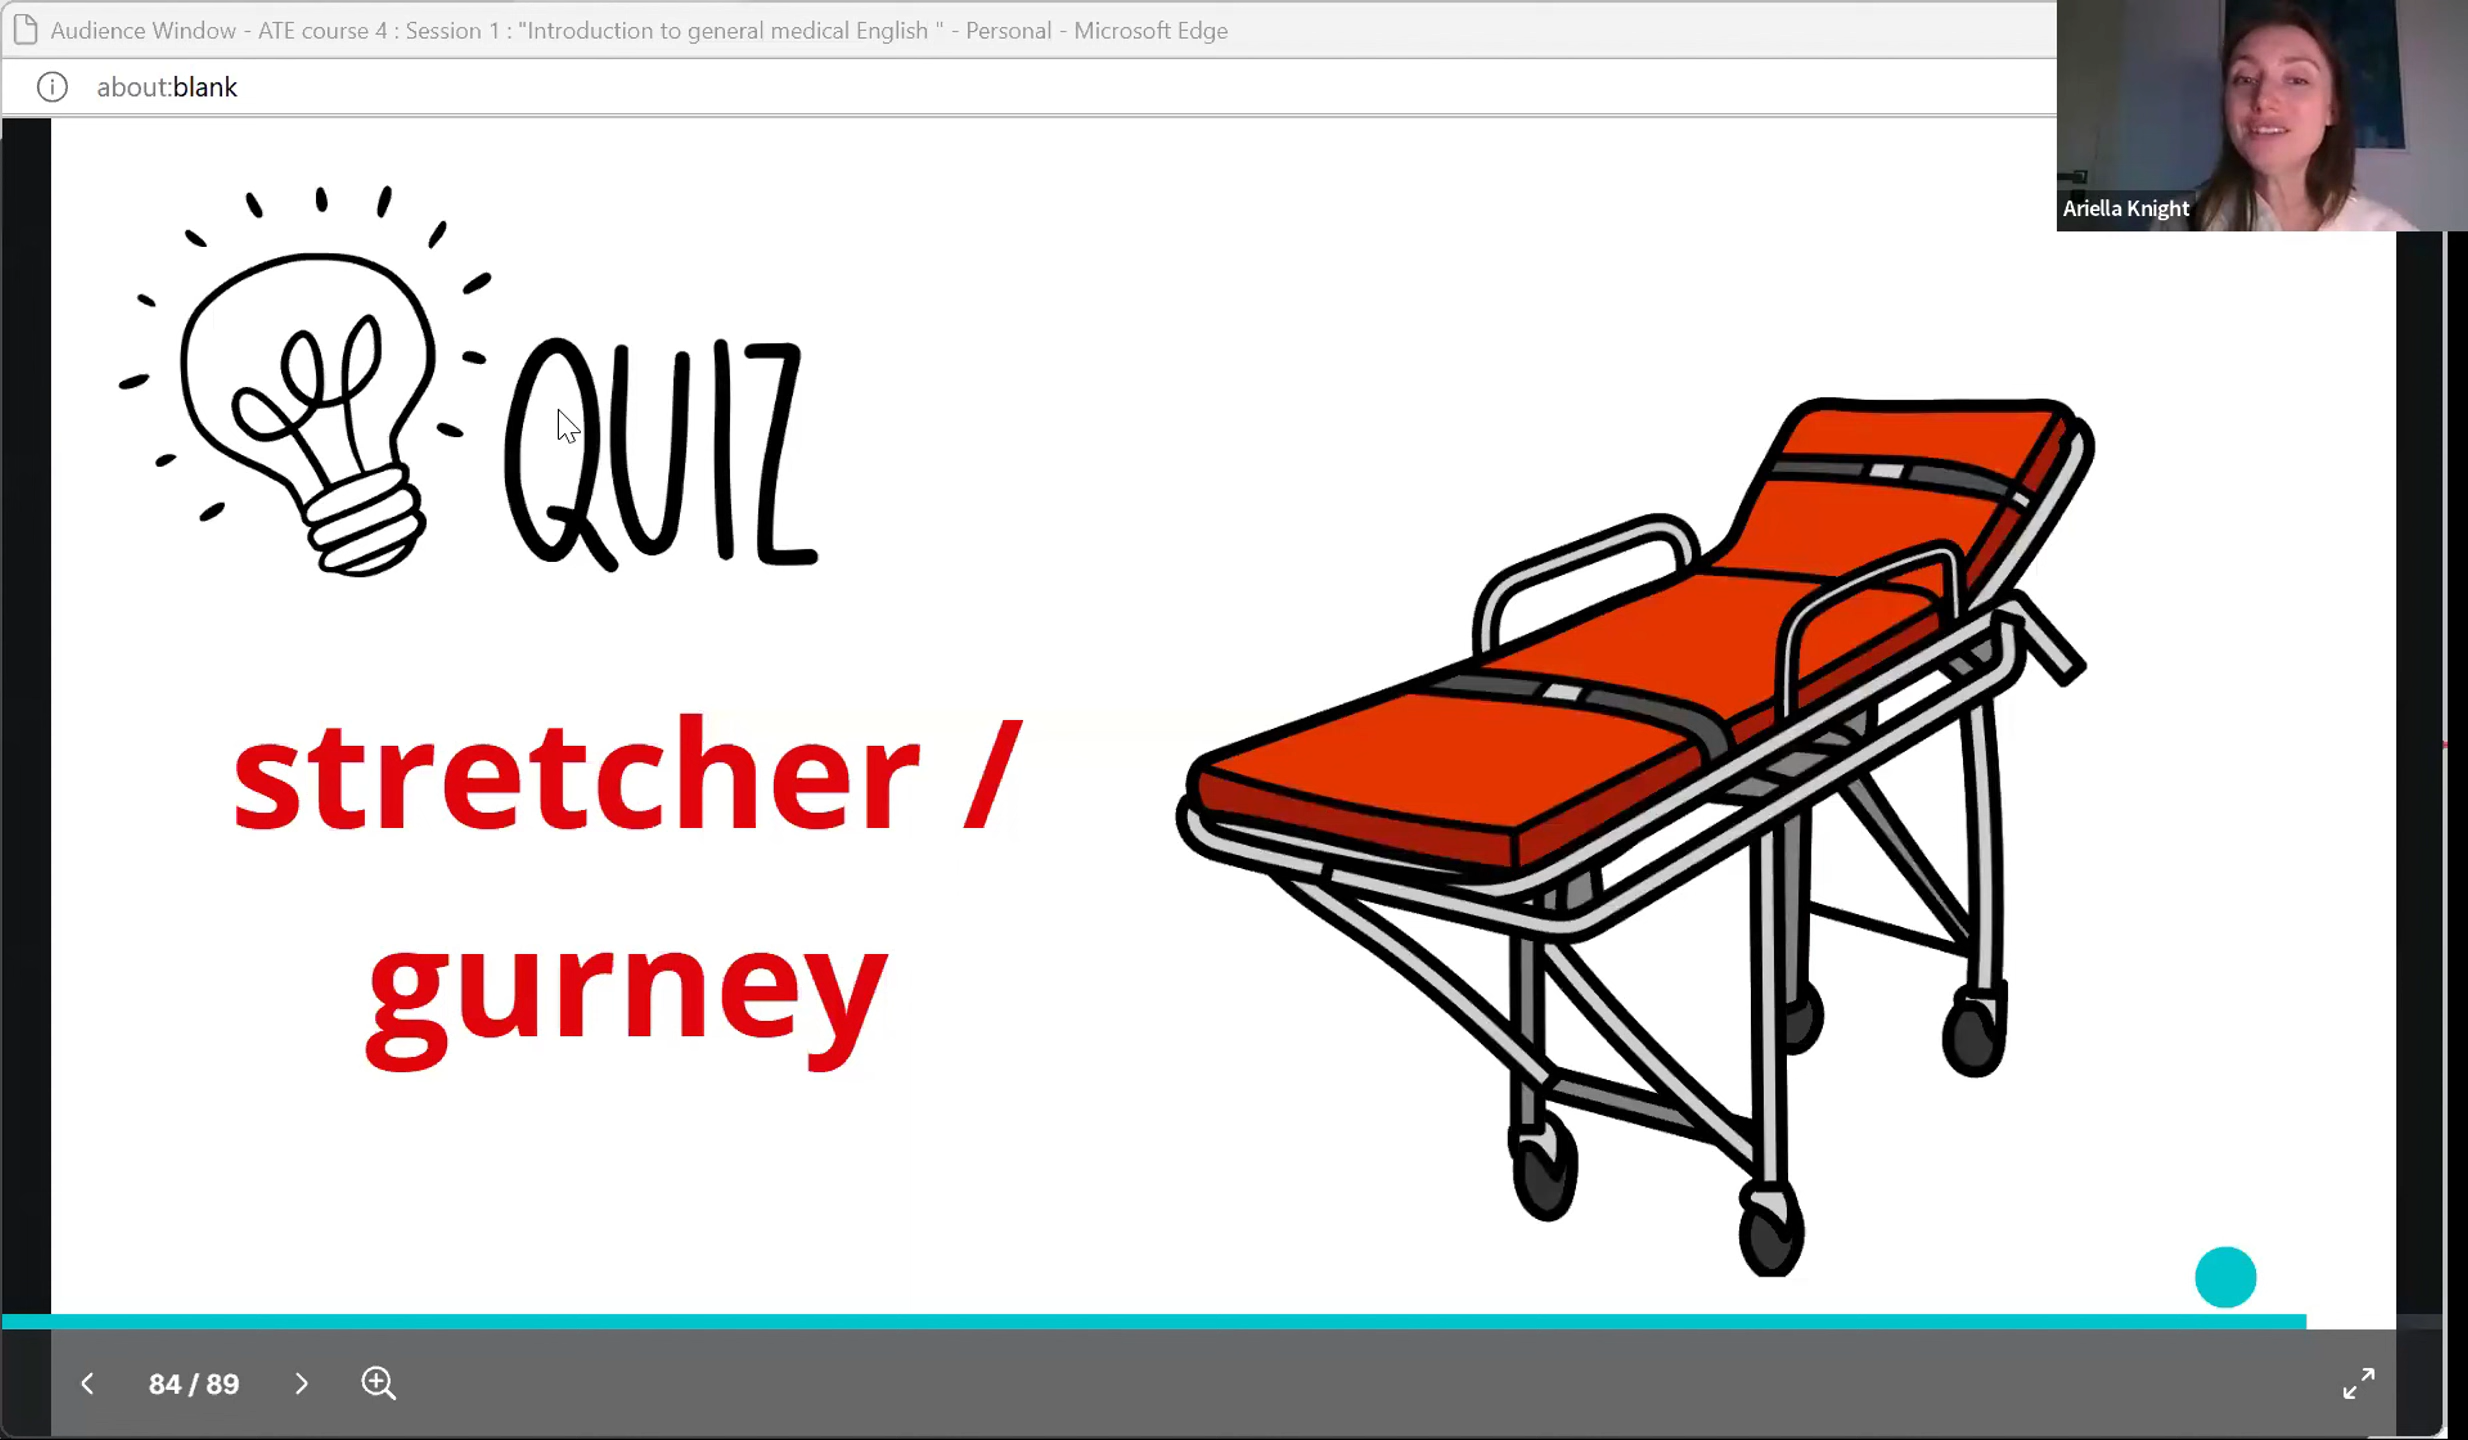 Audience Window - ATE course 4 : Session 1 : "Introduction to general medical English " - Personal - Microsoft Edge
about:blank
Ariella Knight
QUIZ
stretcher /
gurney
84 / 89